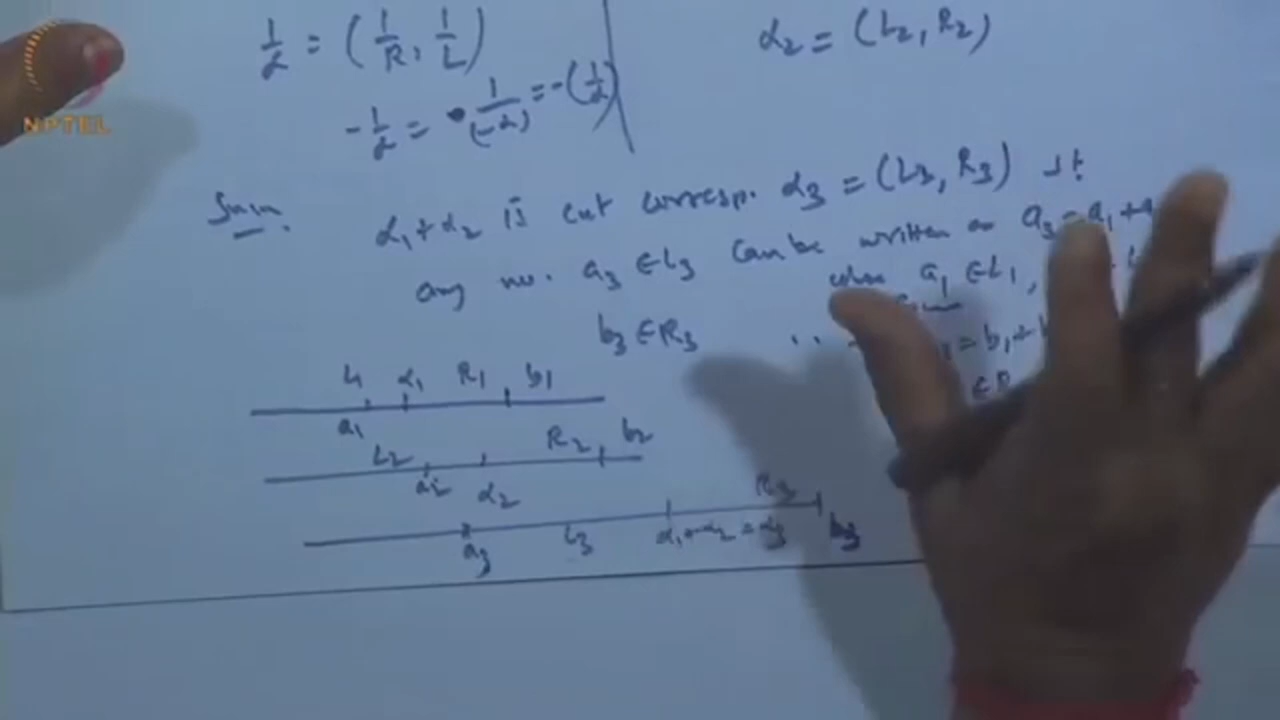 1/α = (1/R, 1/L)
-1/α = 1/(-α) = -(1/α)
α₂ = (L₂, R₂)
NPTEL
Sum. α₁+α₂ is cut corresp. α₃ = (L₃, R₃) st
any no. a₃ ∈ L₃ can be written as a₃ = a₁ +
when a₁ ∈ L₁,
b₃ ∈ R₃ = b₁ +
∈ R
L₁ α₁ R₁ b₁
a₁
L₂ R₂ b₂
a₂ α₂
R₃
a₃ L₃ α₁+α₂ = α₃ b₃